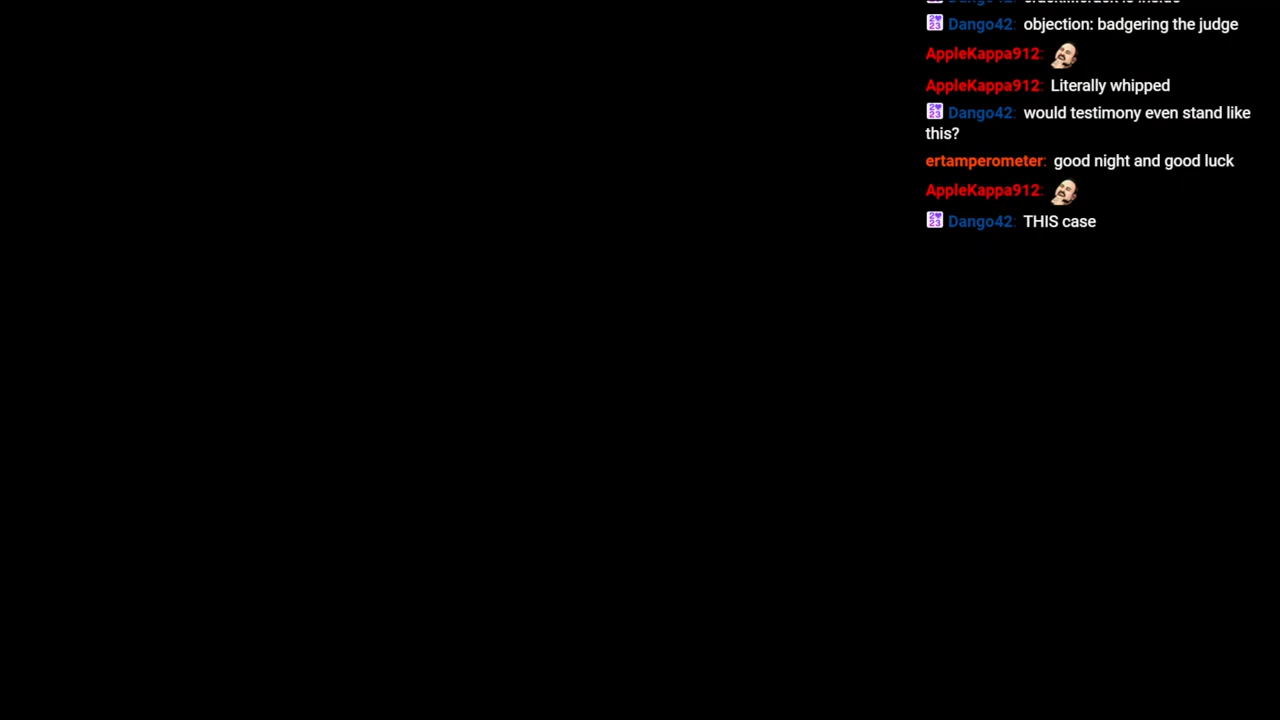 Dango42: objection: badgering the judge
AppleKappa912:
AppleKappa912: Literally whipped
Dango42: would testimony even stand like
this?
ertamperometer: good night and good luck
AppleKappa912:
Dango42: THIS case